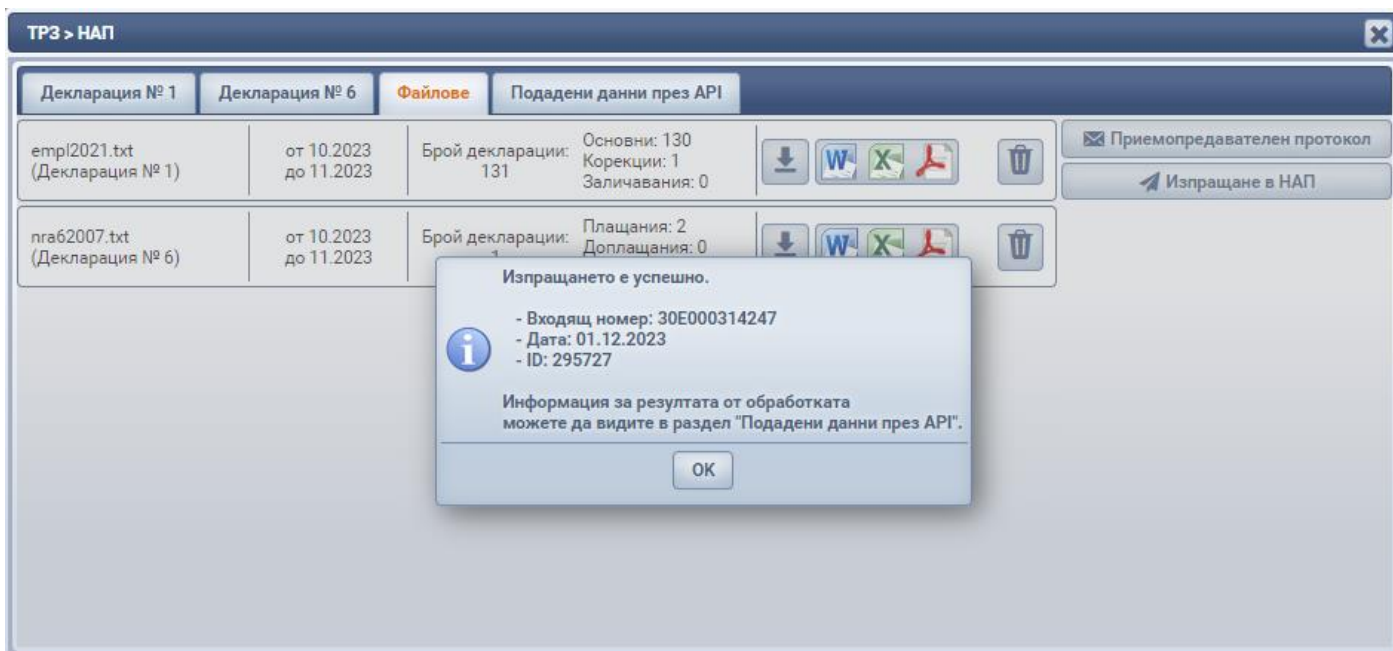 ТРЗ > НАП
Декларация № 1
Декларация № 6
Файлове
Подадени данни през API
empl2021.txt
(Декларация № 1)
от 10.2023
до 11.2023
Брой декларации:
131
Основни: 130
Корекции: 1
Заличавания: 0
Приемопредавателен протокол
Изпращане в НАП
nra62007.txt
(Декларация № 6)
от 10.2023
до 11.2023
Брой декларации:
Плащания: 2
Доплащания: 0
Изпращането е успешно.
- Входящ номер: 30E000314247
- Дата: 01.12.2023
- ID: 295727
Информация за резултата от обработката
можете да видите в раздел "Подадени данни през API".
OK